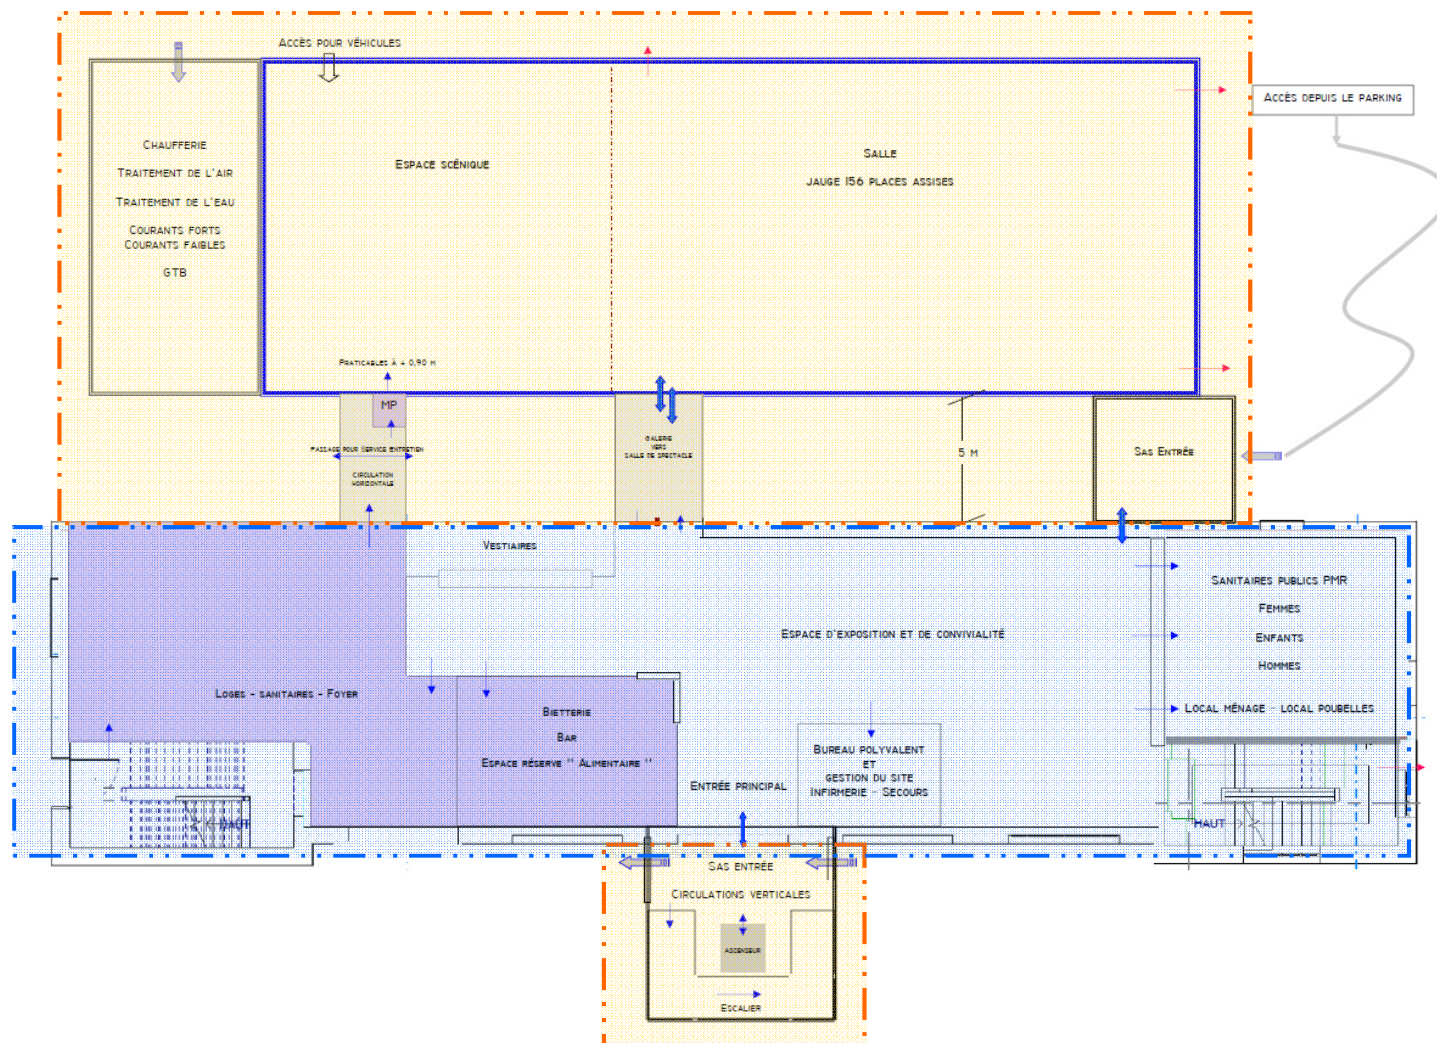 Accès pour véhicules
Accès depuis le parking
Chaufferie
Traitement de l'air
Traitement de l'eau
Courants forts
Courants faibles
GTB
Espace scénique
Salle
jauge 156 places assises
Praticables à + 0,90 m
MP
Passage pour Service Entretien
Circulation
horizontale
Galerie
vers
salle de spectacle
5 m
Sas Entrée
Vestiaires
Espace d'exposition et de convivialité
Sanitaires publics PMR
Femmes
Enfants
Hommes
Local ménage - local poubelles
Loges - sanitaires - Foyer
Bietterie
Bar
Espace réserve " Alimentaire "
Entrée principal
Bureau polyvalent
et
gestion du site
Infirmerie - Secours
HAUT
HAUT
Sas entrée
Circulations verticales
Ascenseur
Escalier